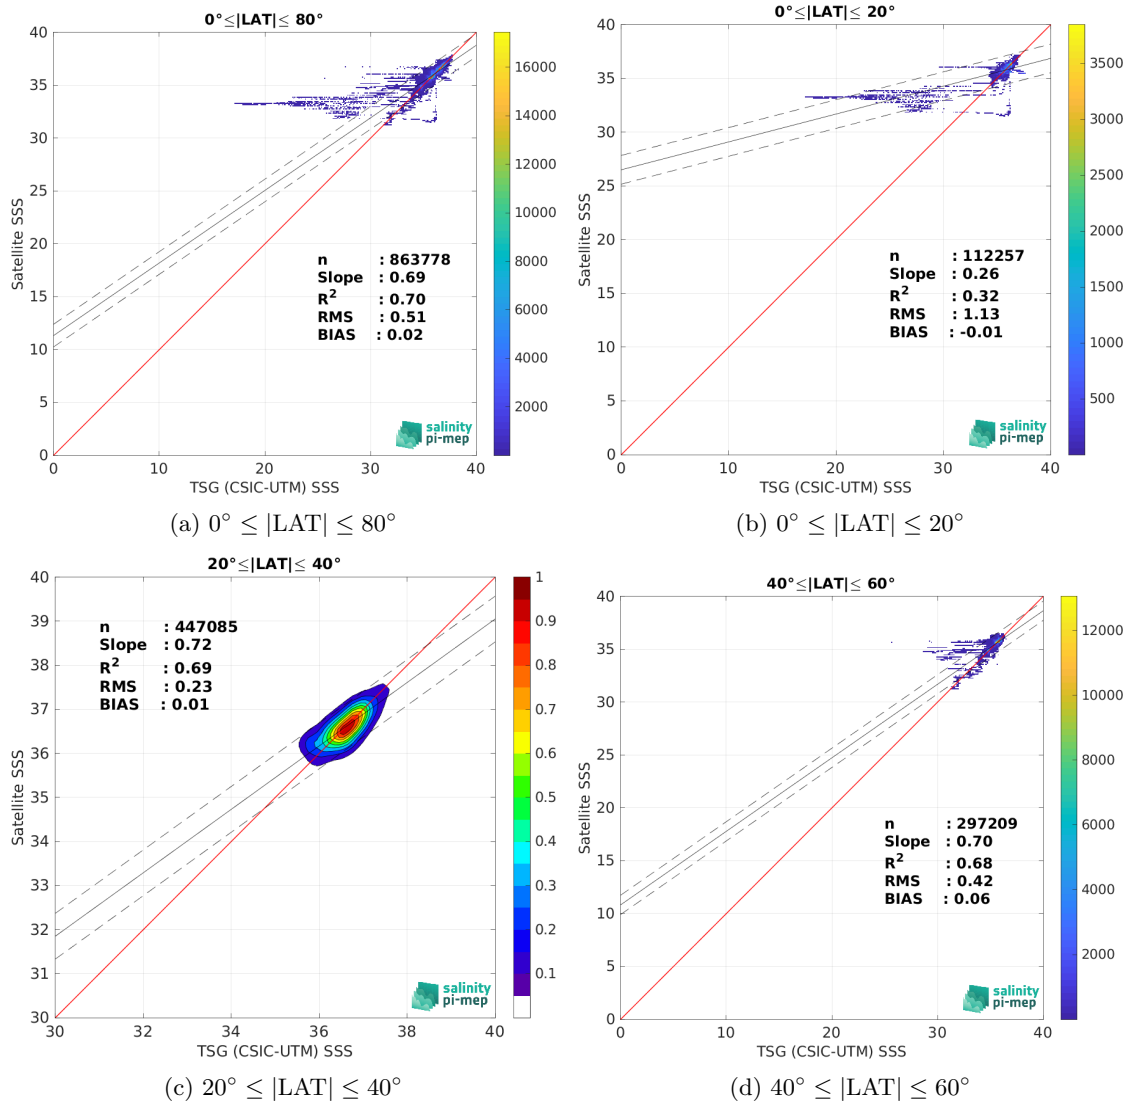 0°≤|LAT|≤ 80°
40
35
30
25
20
15
10
5
0
Satellite SSS
n : 863778
Slope : 0.69
R² : 0.70
RMS : 0.51
BIAS : 0.02
salinity
pi-mep
0 10 20 30 40
TSG (CSIC-UTM) SSS
16000
14000
12000
10000
8000
6000
4000
2000
(a) 0° ≤ |LAT| ≤ 80°
0°≤|LAT|≤ 20°
40
35
30
25
20
15
10
5
0
Satellite SSS
n : 112257
Slope : 0.26
R² : 0.32
RMS : 1.13
BIAS : -0.01
salinity
pi-mep
0 10 20 30 40
TSG (CSIC-UTM) SSS
3500
3000
2500
2000
1500
1000
500
(b) 0° ≤ |LAT| ≤ 20°
20°≤|LAT|≤ 40°
40
39
38
37
36
35
34
33
32
31
30
Satellite SSS
n : 447085
Slope : 0.72
R² : 0.69
RMS : 0.23
BIAS : 0.01
salinity
pi-mep
30 32 34 36 38 40
TSG (CSIC-UTM) SSS
1
0.9
0.8
0.7
0.6
0.5
0.4
0.3
0.2
0.1
(c) 20° ≤ |LAT| ≤ 40°
40°≤|LAT|≤ 60°
40
35
30
25
20
15
10
5
0
Satellite SSS
n : 297209
Slope : 0.70
R² : 0.68
RMS : 0.42
BIAS : 0.06
salinity
pi-mep
0 10 20 30 40
TSG (CSIC-UTM) SSS
12000
10000
8000
6000
4000
2000
(d) 40° ≤ |LAT| ≤ 60°